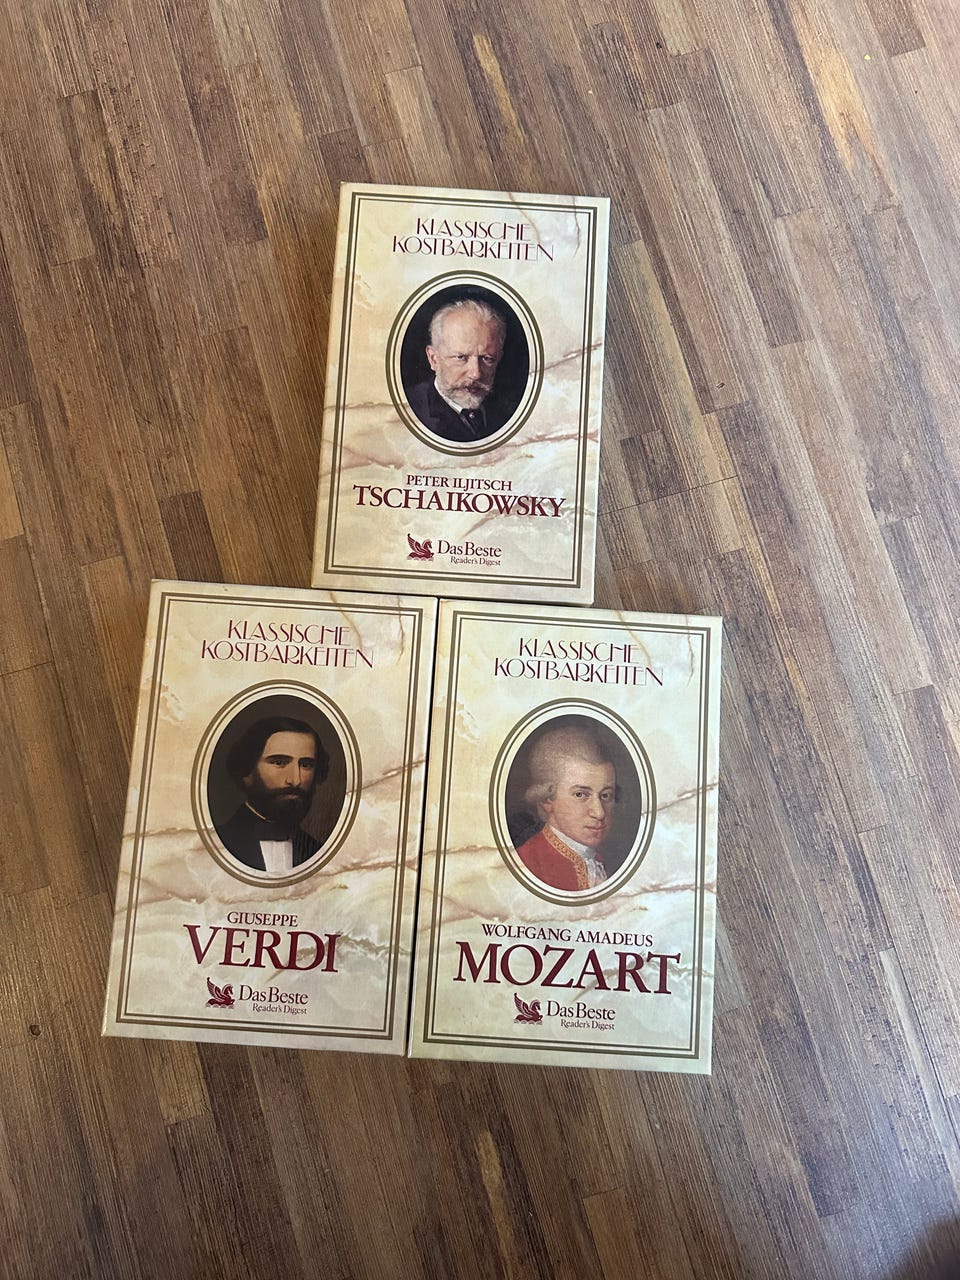 KLASSISCHE
KOSTBARKEITEN
PETER ILJITSCH
TSCHAIKOWSKY
Das Beste
Reader's Digest
KLASSISCHE
KOSTBARKEITEN
GIUSEPPE
VERDI
Das Beste
Reader's Digest
KLASSISCHE
KOSTBARKEITEN
WOLFGANG AMADEUS
MOZART
Das Beste
Reader's Digest